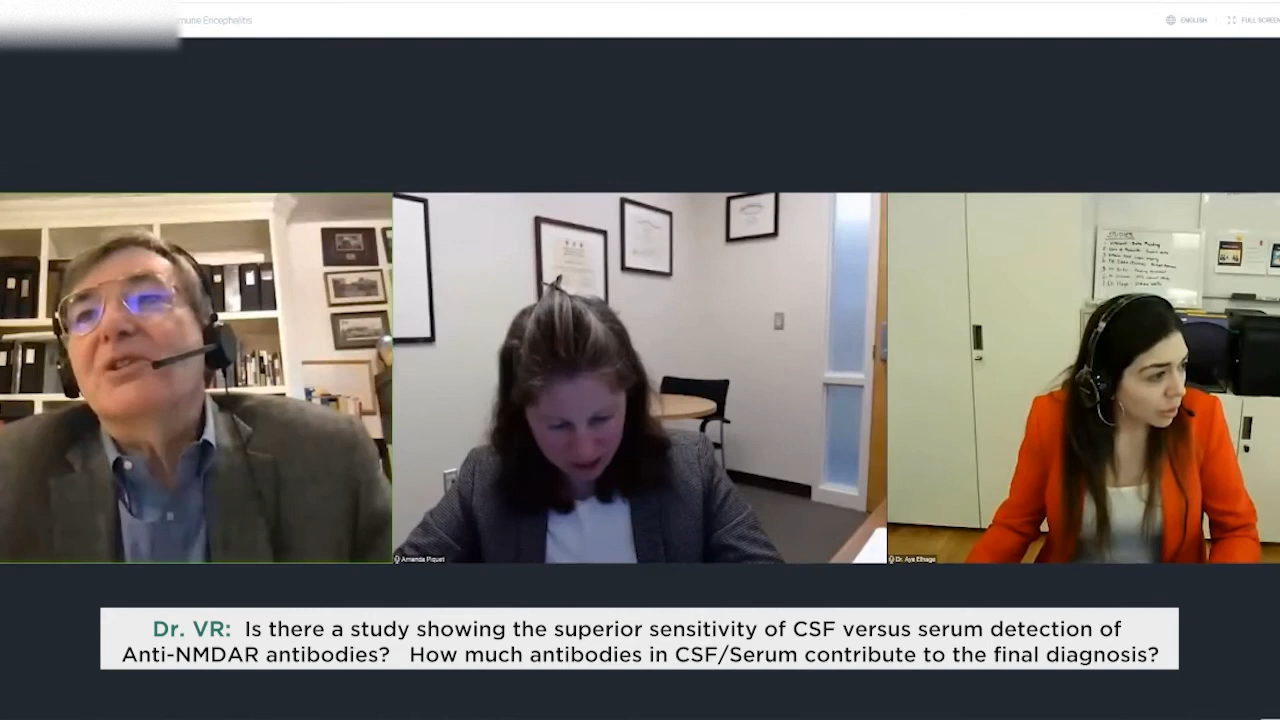 mune Encephalitis
ENGLISH
FULL SCREEN
Amanda Piquet
Dr. Aya Elhage
Dr. VR: Is there a study showing the superior sensitivity of CSF versus serum detection of
Anti-NMDAR antibodies? How much antibodies in CSF/Serum contribute to the final diagnosis?